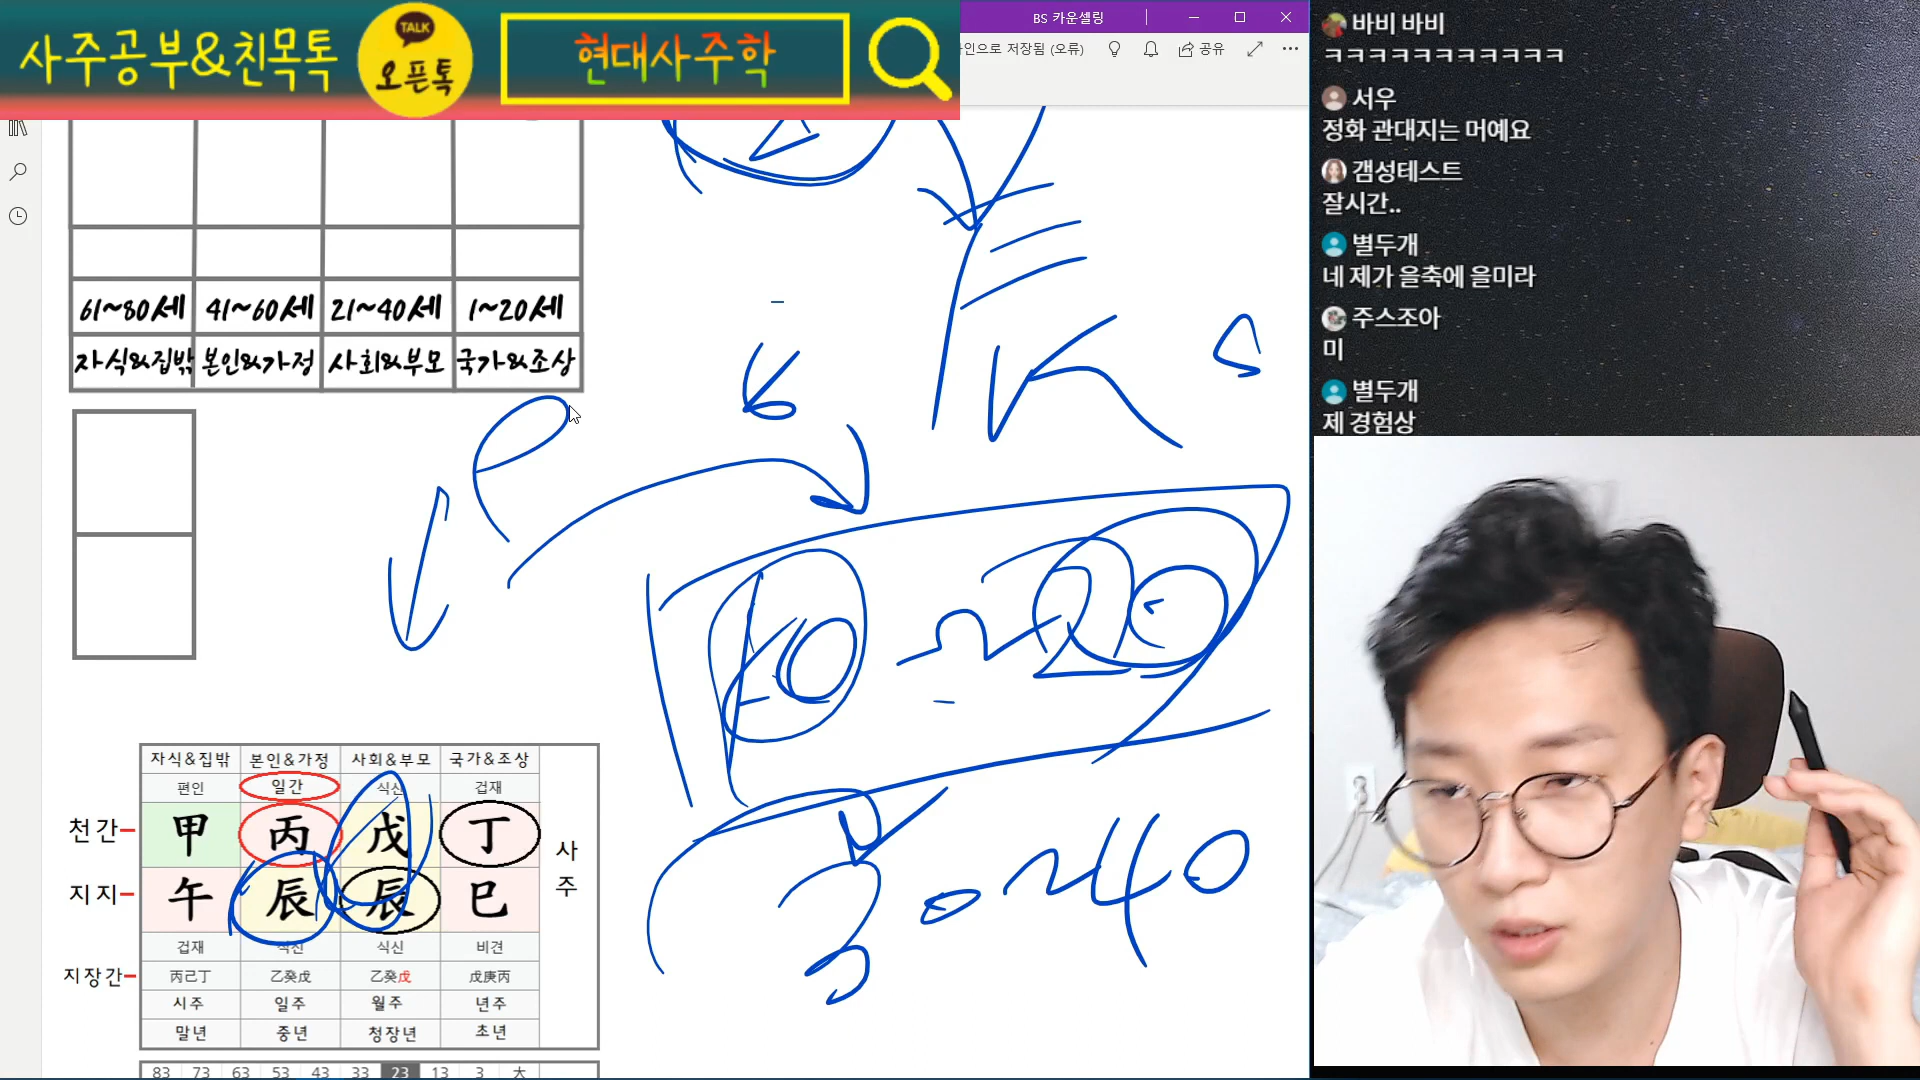 사주공부&친목톡
TALK
오픈톡
현대사주학
BS 카운셀링
인으로 저장됨 (오류)
공유
61~80세 41~60세 21~40세 1~20세
자식&집밖 본인&가정 사회&부모 국가&조상
6
K
10 ~ 20
30 ~ 40
자식&집밖 본인&가정 사회&부모 국가&조상
편인 일간 식신 겁재
천간 甲 丙 戊 丁
사주
지지 午 辰 辰 巳
겁재 식신 식신 비견
지장간 丙己丁 乙癸戊 乙癸戊 戊庚丙
시주 일주 월주 년주
말년 중년 청장년 초년
83 73 63 53 43 33 23 13 3 大
바비 바비
ㅋㅋㅋㅋㅋㅋㅋㅋㅋㅋㅋ
서우
정화 관대지는 머예요
갬성테스트
잘시간..
별두개
네 제가 을축에 을미라
주스조아
미
별두개
제 경험상